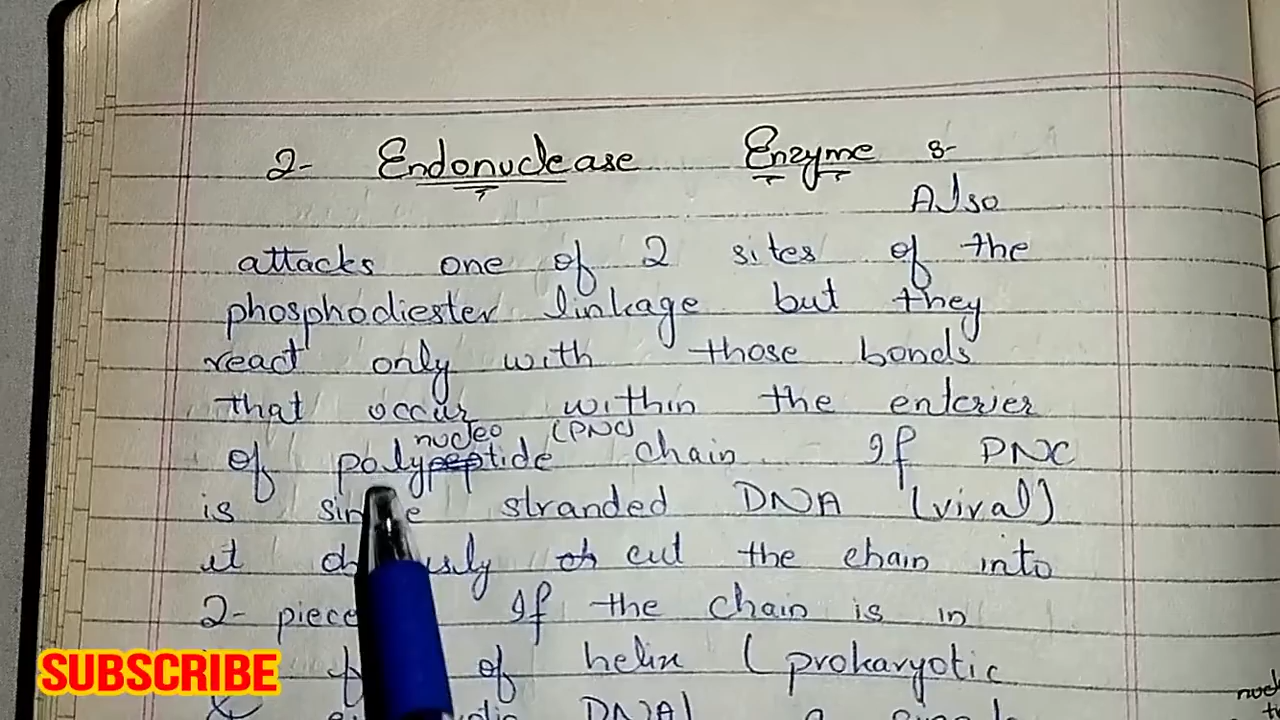 2- Endonuclease Enzyme :-
Also
attacks one of 2 sites of the
phosphodiester linkage but they
react only with those bonds
that occur within the enterier
nucleo (PNC)
of polypeptide chain. If PNC
is stranded DNA (viral)
it cut the chain into
2- If the chain is in
of helix (prokaryotic
DNA)
SUBSCRIBE